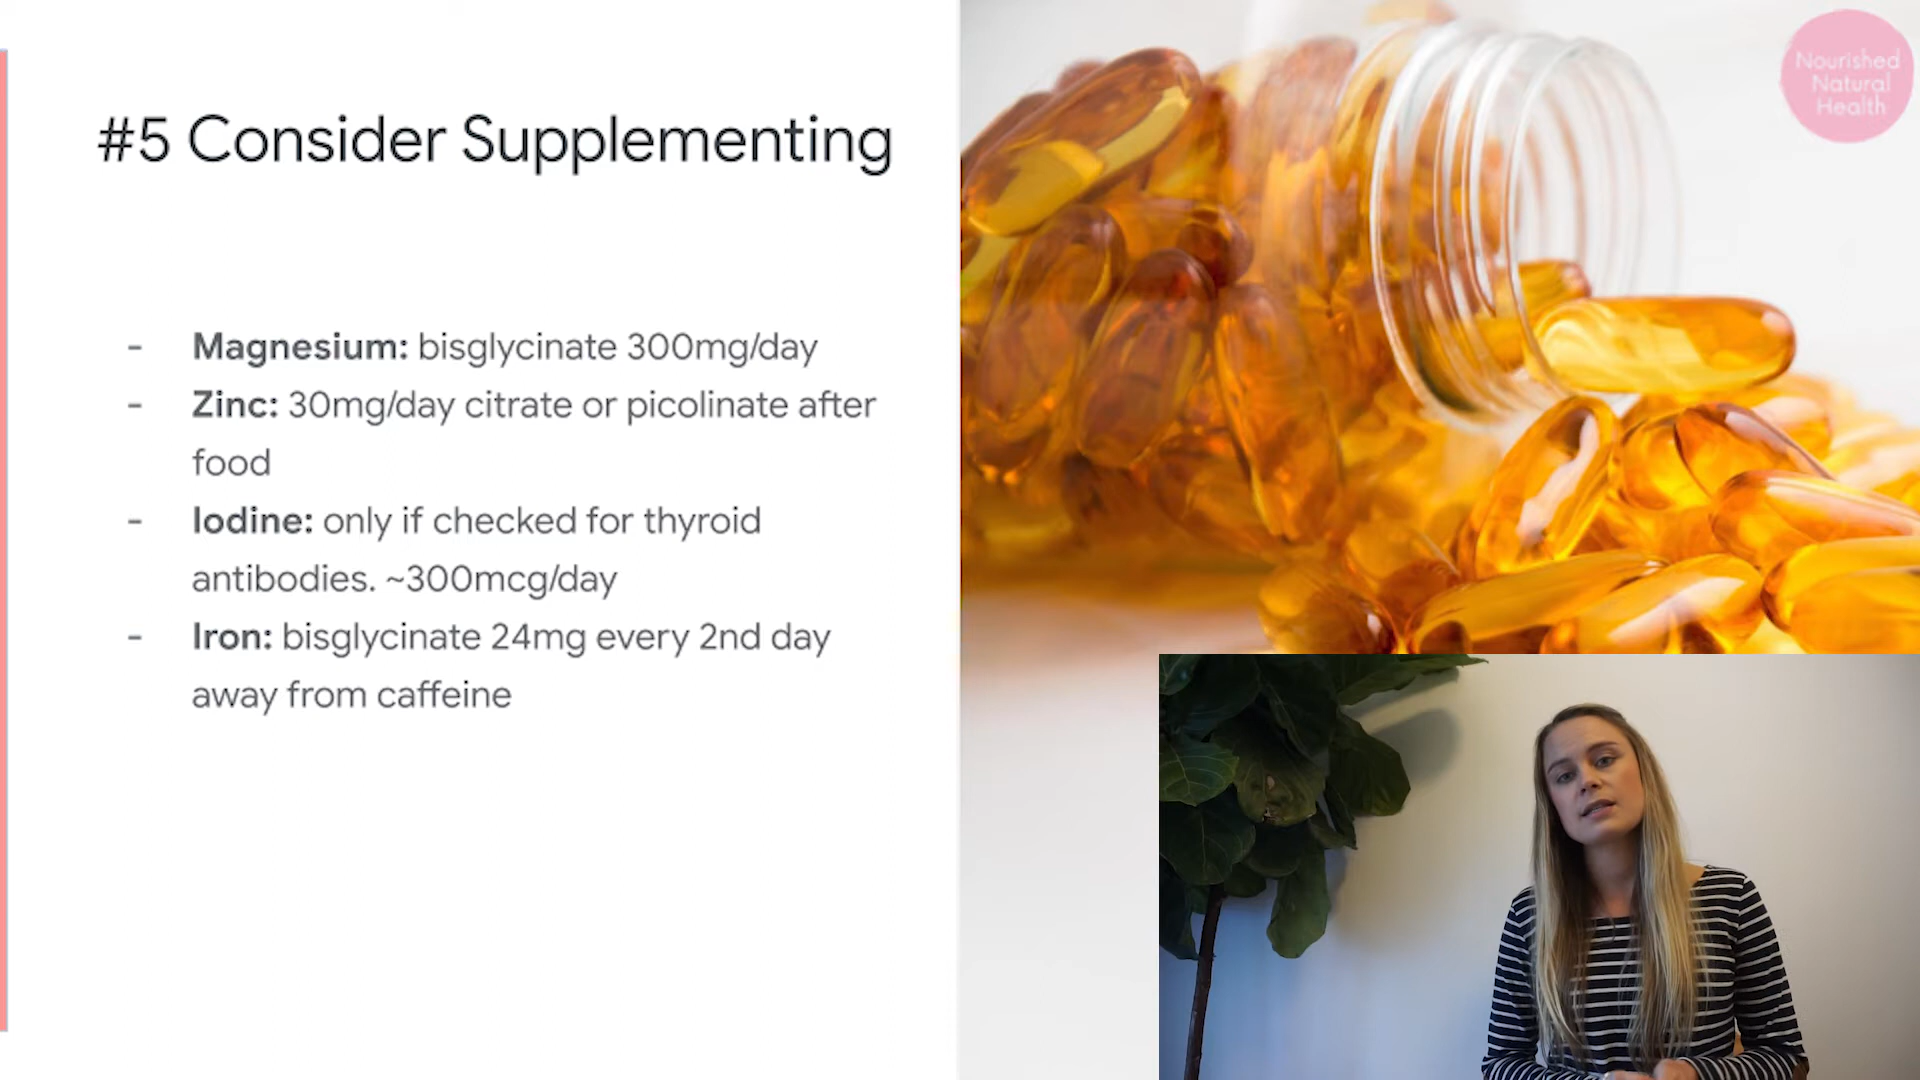 #5 Consider Supplementing
- Magnesium: bisglycinate 300mg/day
- Zinc: 30mg/day citrate or picolinate after
food
- Iodine: only if checked for thyroid
antibodies. ~300mcg/day
- Iron: bisglycinate 24mg every 2nd day
away from caffeine
Nourished
Natural
Health